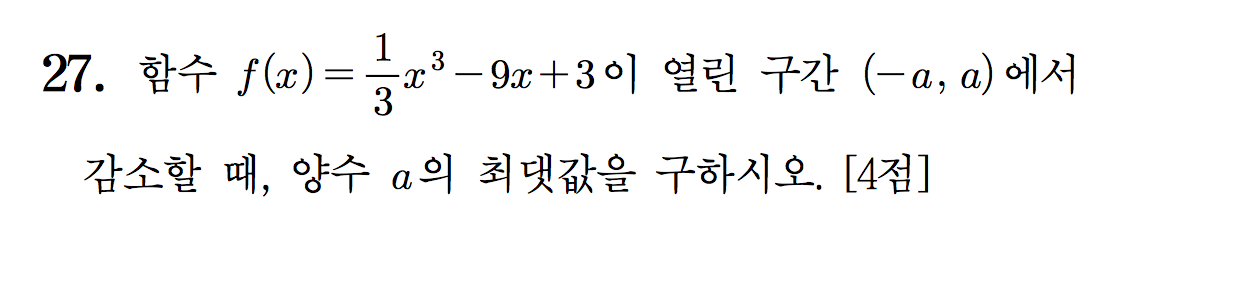 27. 함수 f(x)=\frac{1}{3}x^3-9x+3이 열린 구간 (-a, a)에서
감소할 때, 양수 a의 최댓값을 구하시오. [4점]